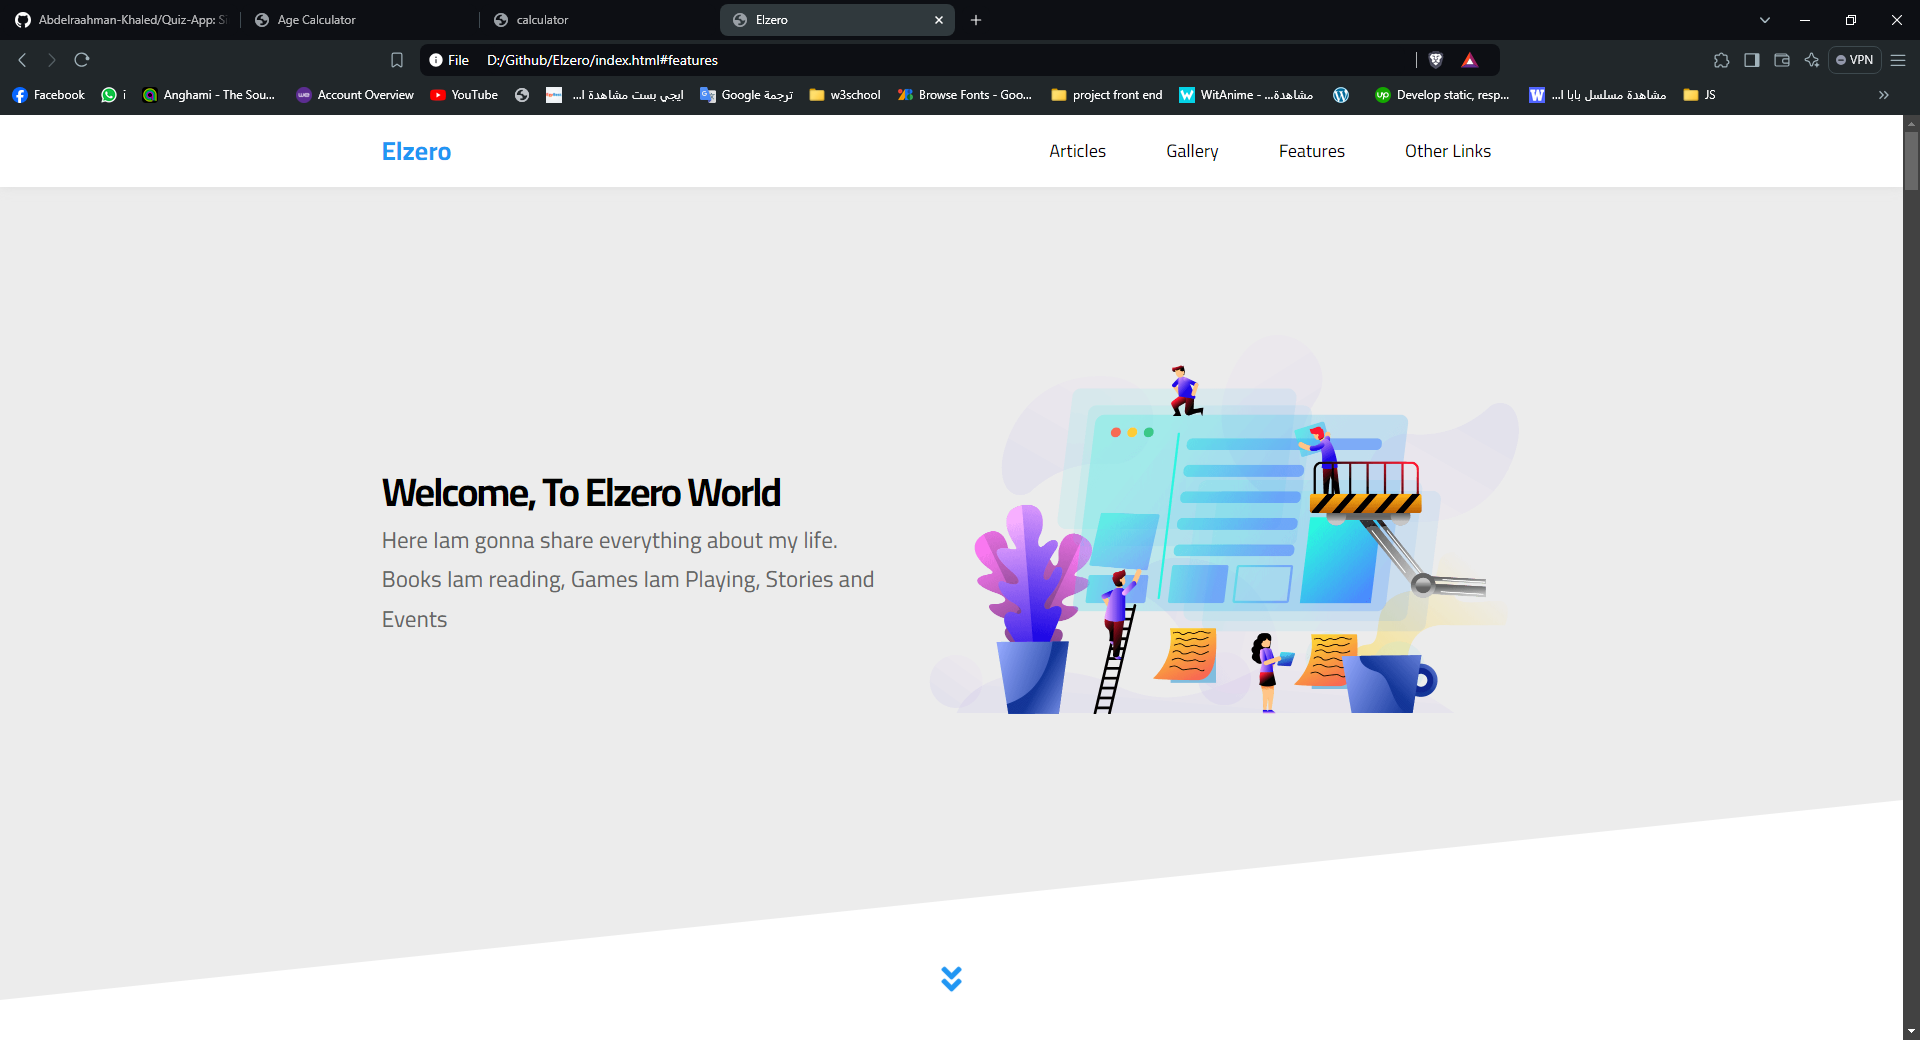 Abdelraahman-Khaled/Quiz-App: Si
Age Calculator
calculator
Elzero
File D:/Github/Elzero/index.html#features
VPN
Facebook
i
Anghami - The Sou...
Account Overview
YouTube
ايجي بست مشاهدة ا...
ترجمة Google
w3school
Browse Fonts - Goo...
project front end
WitAnime - مشاهدة...
Develop static, resp...
مشاهدة مسلسل بابا ا...
JS
Elzero
Articles
Gallery
Features
Other Links
Welcome, To Elzero World
Here Iam gonna share everything about my life.
Books Iam reading, Games Iam Playing, Stories and
Events